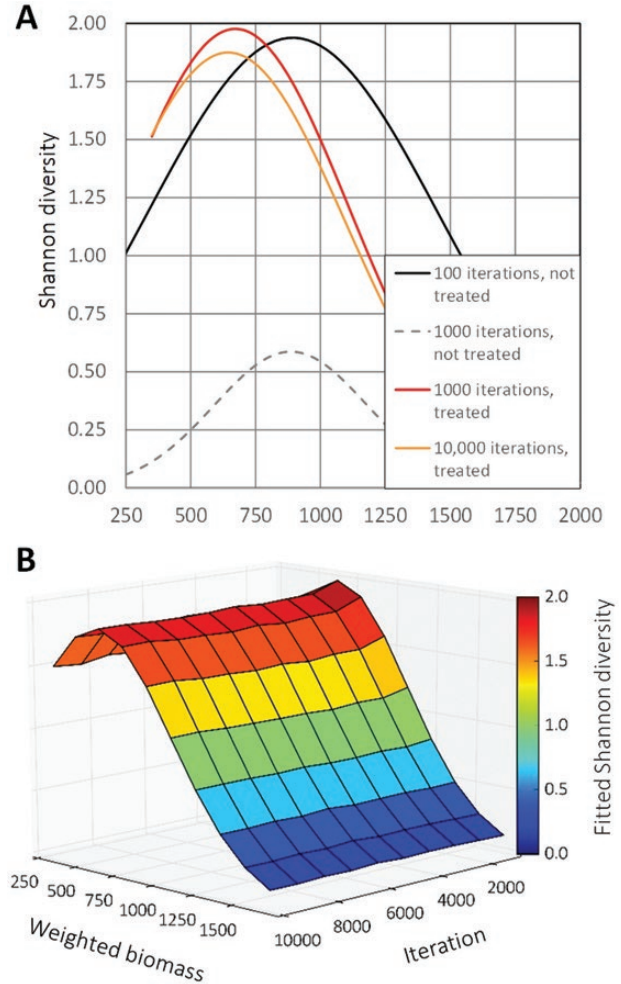 A
2.00
1.75
1.50
1.25
1.00
0.75
0.50
0.25
0.00
Shannon diversity
100 iterations, not
treated
1000 iterations,
not treated
1000 iterations,
treated
10,000 iterations,
treated
250 500 750 1000 1250 1500 1750 2000
B
2.0
1.5
1.0
0.5
0.0
Fitted Shannon diversity
250 500 750 1000 1250 1500
Weighted biomass
10000 8000 6000 4000 2000
Iteration